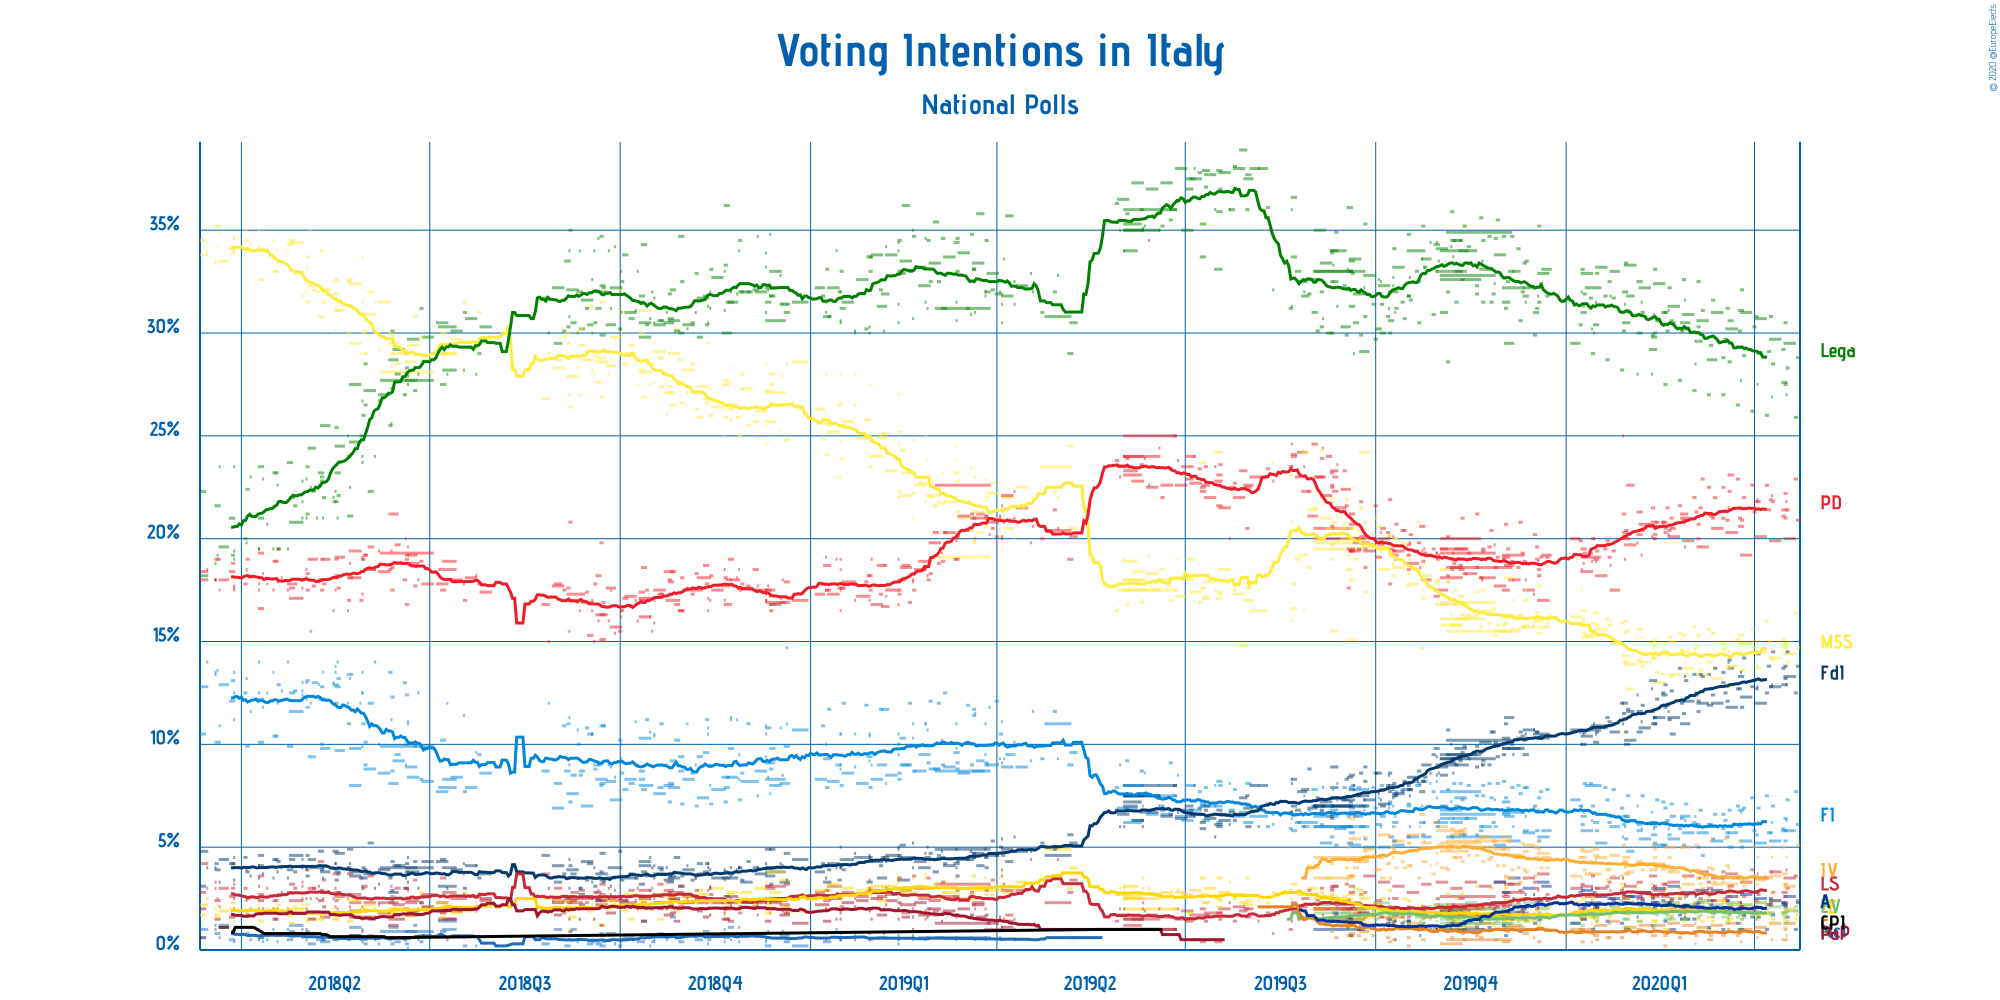 © 2020 @EuropeElects
Voting Intentions in Italy
National Polls
35%
30%
25%
20%
15%
10%
5%
0%
Lega
PD
M5S
FdI
FI
IV
LS
A
2018Q2
2018Q3
2018Q4
2019Q1
2019Q2
2019Q3
2019Q4
2020Q1